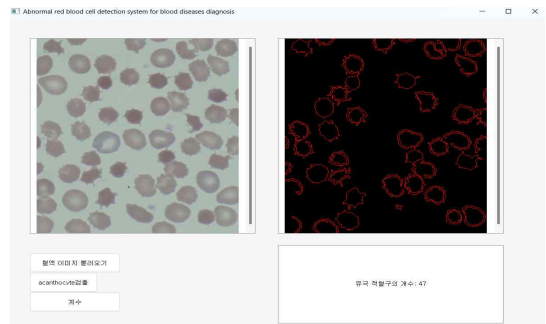 Abnormal red blood cell detection system for blood diseases diagnosis
혈액 이미지 불러오기
acanthocyte검출
계수
유극 적혈구의 개수: 47